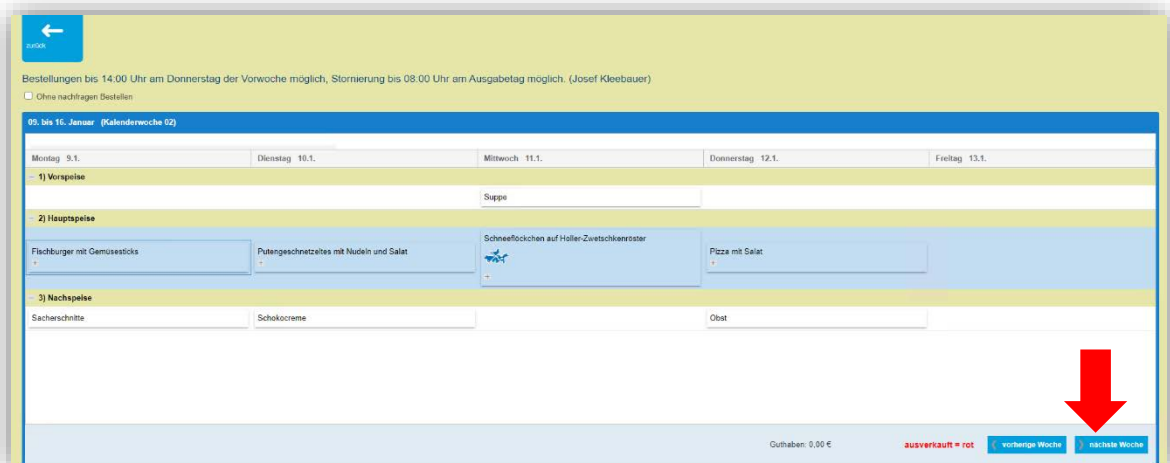 zurück
Bestellungen bis 14:00 Uhr am Donnerstag der Vorwoche möglich, Stornierung bis 08:00 Uhr am Ausgabetag möglich. (Josef Kleebauer)
Ohne nachfragen Bestellen
09. bis 16. Januar (Kalenderwoche 02)
Montag 9.1. Dienstag 10.1. Mittwoch 11.1. Donnerstag 12.1. Freitag 13.1.
1) Vorspeise
Suppe
2) Hauptspeise
Fischburger mit Gemüsesticks Putengeschnetzeltes mit Nudeln und Salat Schneeflöckchen auf Holler-Zwetschkenröster Pizza mit Salat
3) Nachspeise
Sacherschnitte Schokocreme Obst
Guthaben: 0,00 € ausverkauft = rot vorherige Woche nächste Woche